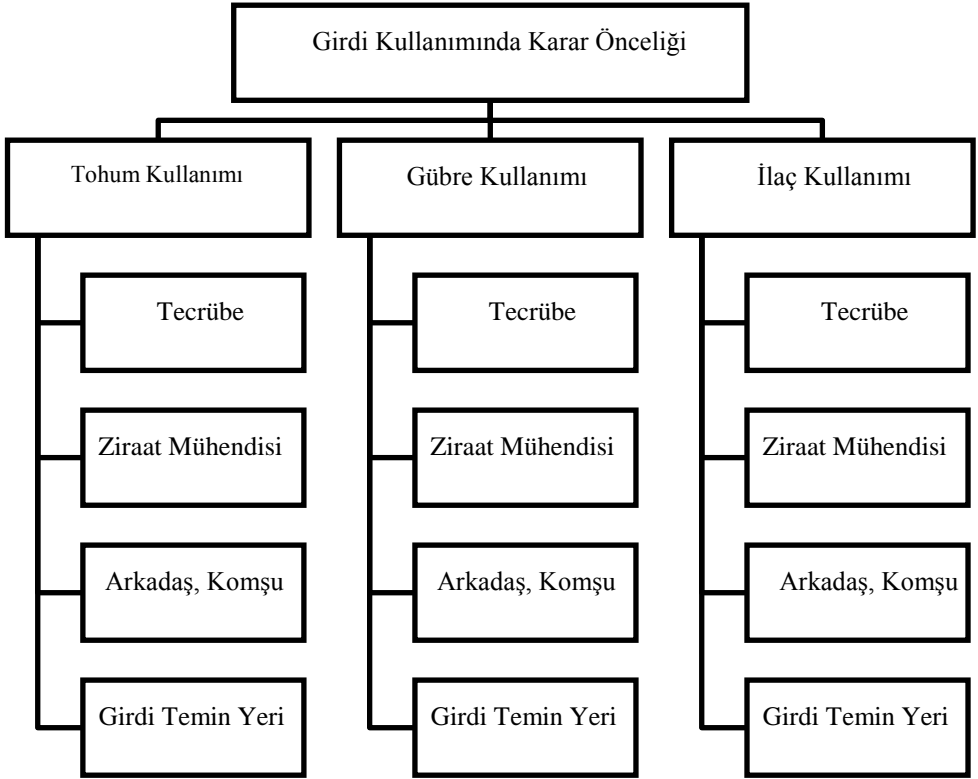 Girdi Kullanımında Karar Önceliği
Tohum Kullanımı
Gübre Kullanımı
İlaç Kullanımı
Tecrübe
Tecrübe
Tecrübe
Ziraat Mühendisi
Ziraat Mühendisi
Ziraat Mühendisi
Arkadaş, Komşu
Arkadaş, Komşu
Arkadaş, Komşu
Girdi Temin Yeri
Girdi Temin Yeri
Girdi Temin Yeri